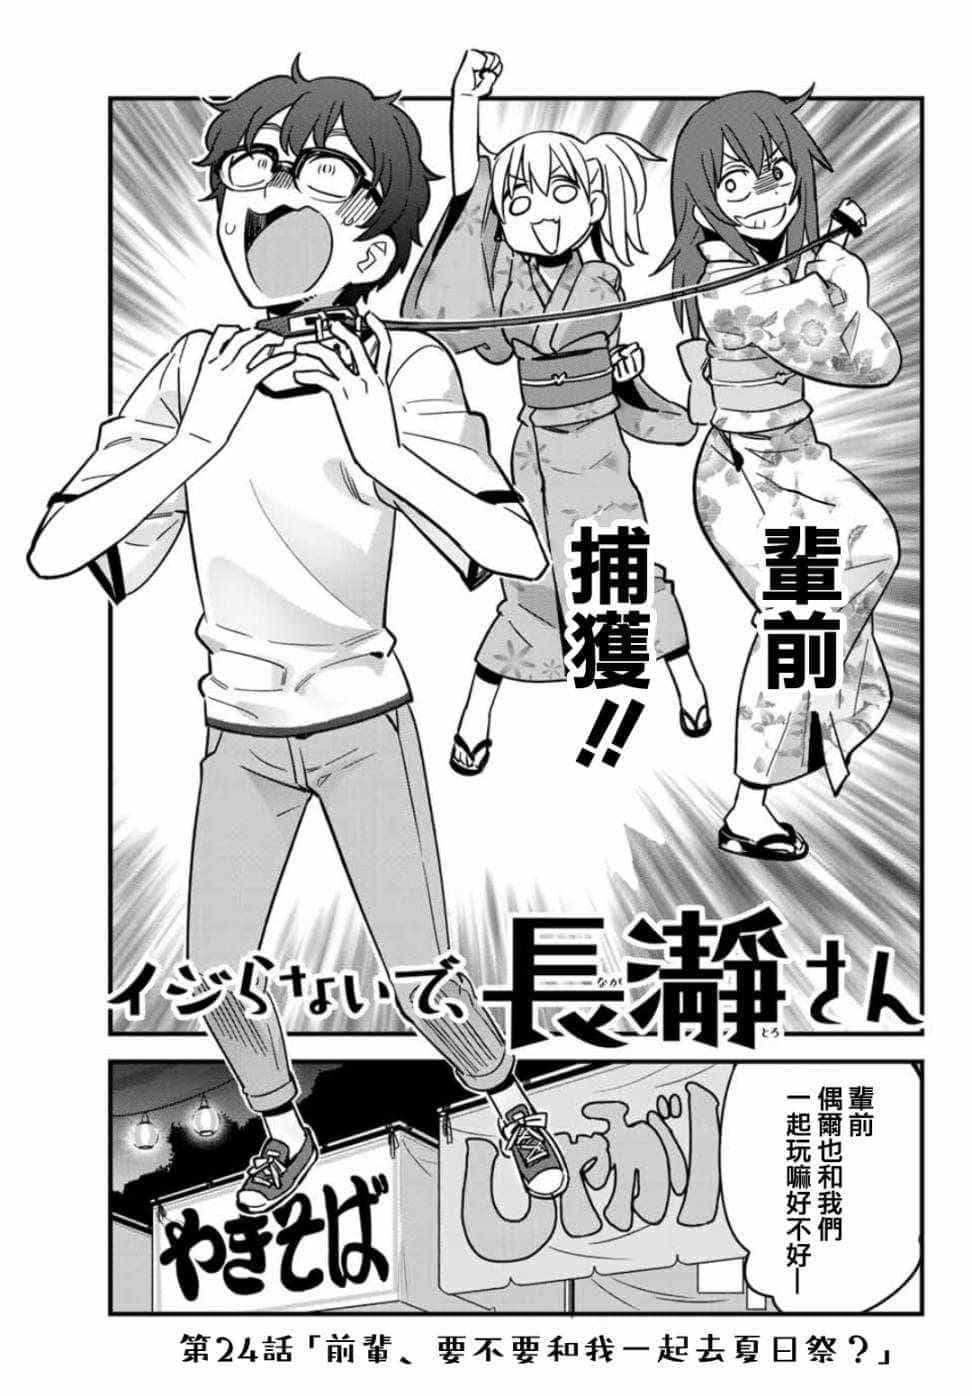 輩前
捕獲!!
イジらないで、長瀞さん
なが
とろ
輩前
偶爾也和我們
一起玩嘛好不好—
やきそば
じゃがバ
第24話「前輩、要不要和我一起去夏日祭?」